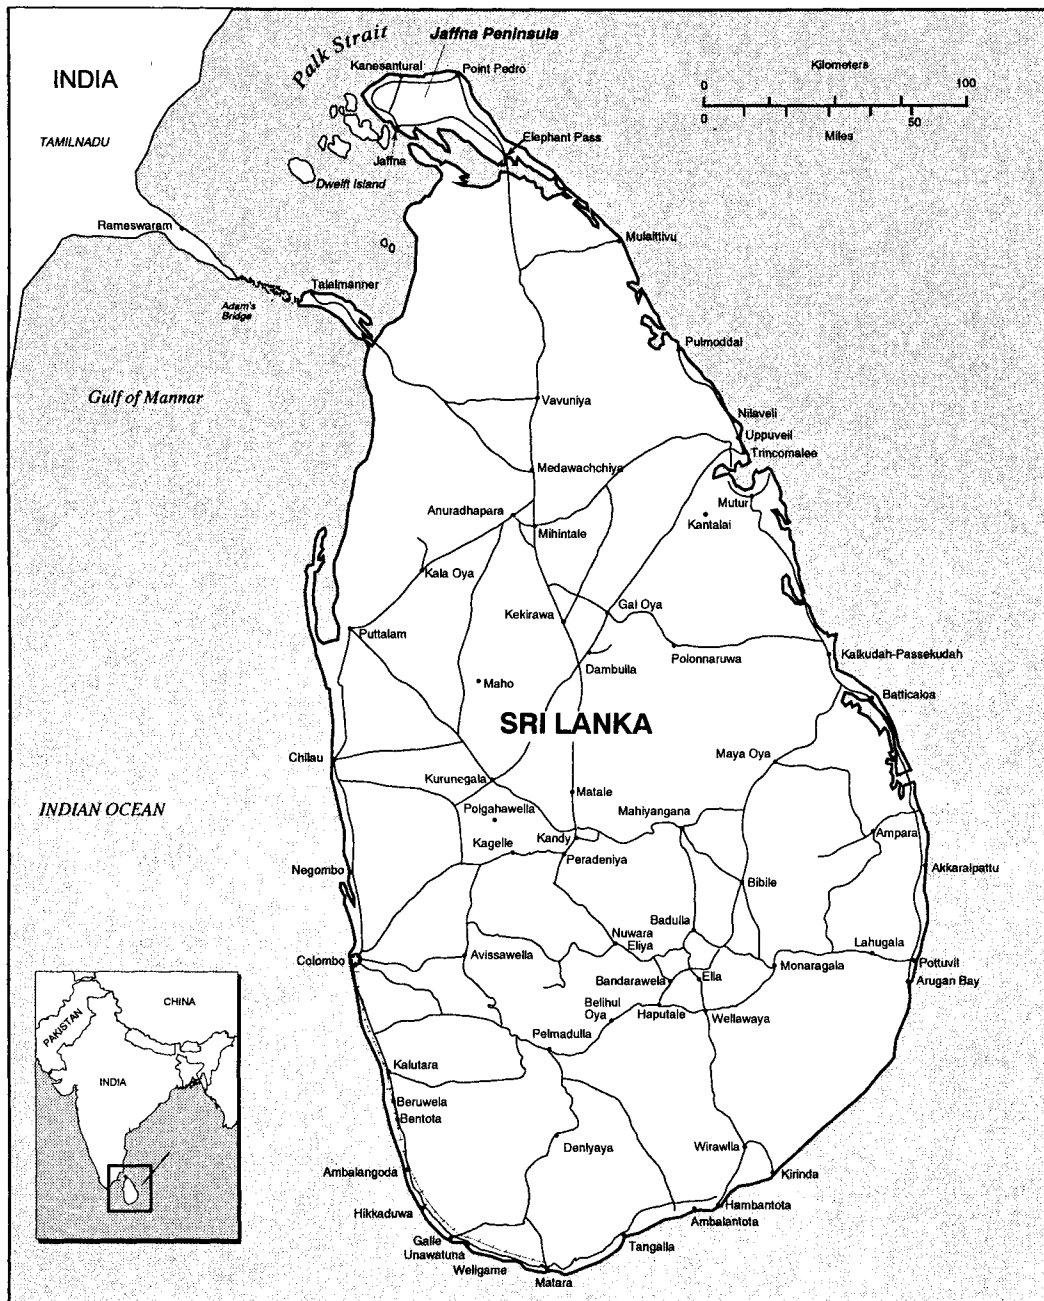 Palk Strait
Jaffna Peninsula
Kanesanturai
Point Pedro
INDIA
Kilometers
0
100
0
50
Miles
TAMILNADU
Elephant Pass
Jaffna
Dwelft Island
Rameswaram
Mulaittivu
Talaimanner
Adam's
Bridge
Pulmoddai
Gulf of Mannar
Vavuniya
Nilaveli
Uppuveil
Trincomalee
Medawachchiya
Mutur
Anuradhapara
Kantalai
Mihintale
Kala Oya
Kekirawa
Gal Oya
Puttalam
Dambulla
Polonnaruwa
Kalkudah-Passekudah
Maho
Batticaloa
SRI LANKA
Chilau
Maya Oya
Kurunegala
Matale
INDIAN OCEAN
Polgahawella
Mahiyangana
Kandy
Ampara
Kagelle
Peradeniya
Negombo
Akkaraipattu
Bibile
Badulla
Nuwara
Eliya
Lahugala
Colombo
Avissawella
Monaragala
Pottuvil
Bandarawela
Ella
Arugan Bay
Belihul
Oya
Haputale
Wellawaya
Pelmadulla
CHINA
PAKISTAN
INDIA
Kalutara
Beruwela
Bentota
Deniyaya
Wirawila
Ambalangoda
Kirinda
Hikkaduwa
Hambantota
Ambalantota
Galle
Unawatuna
Tangalla
Weligame
Matara